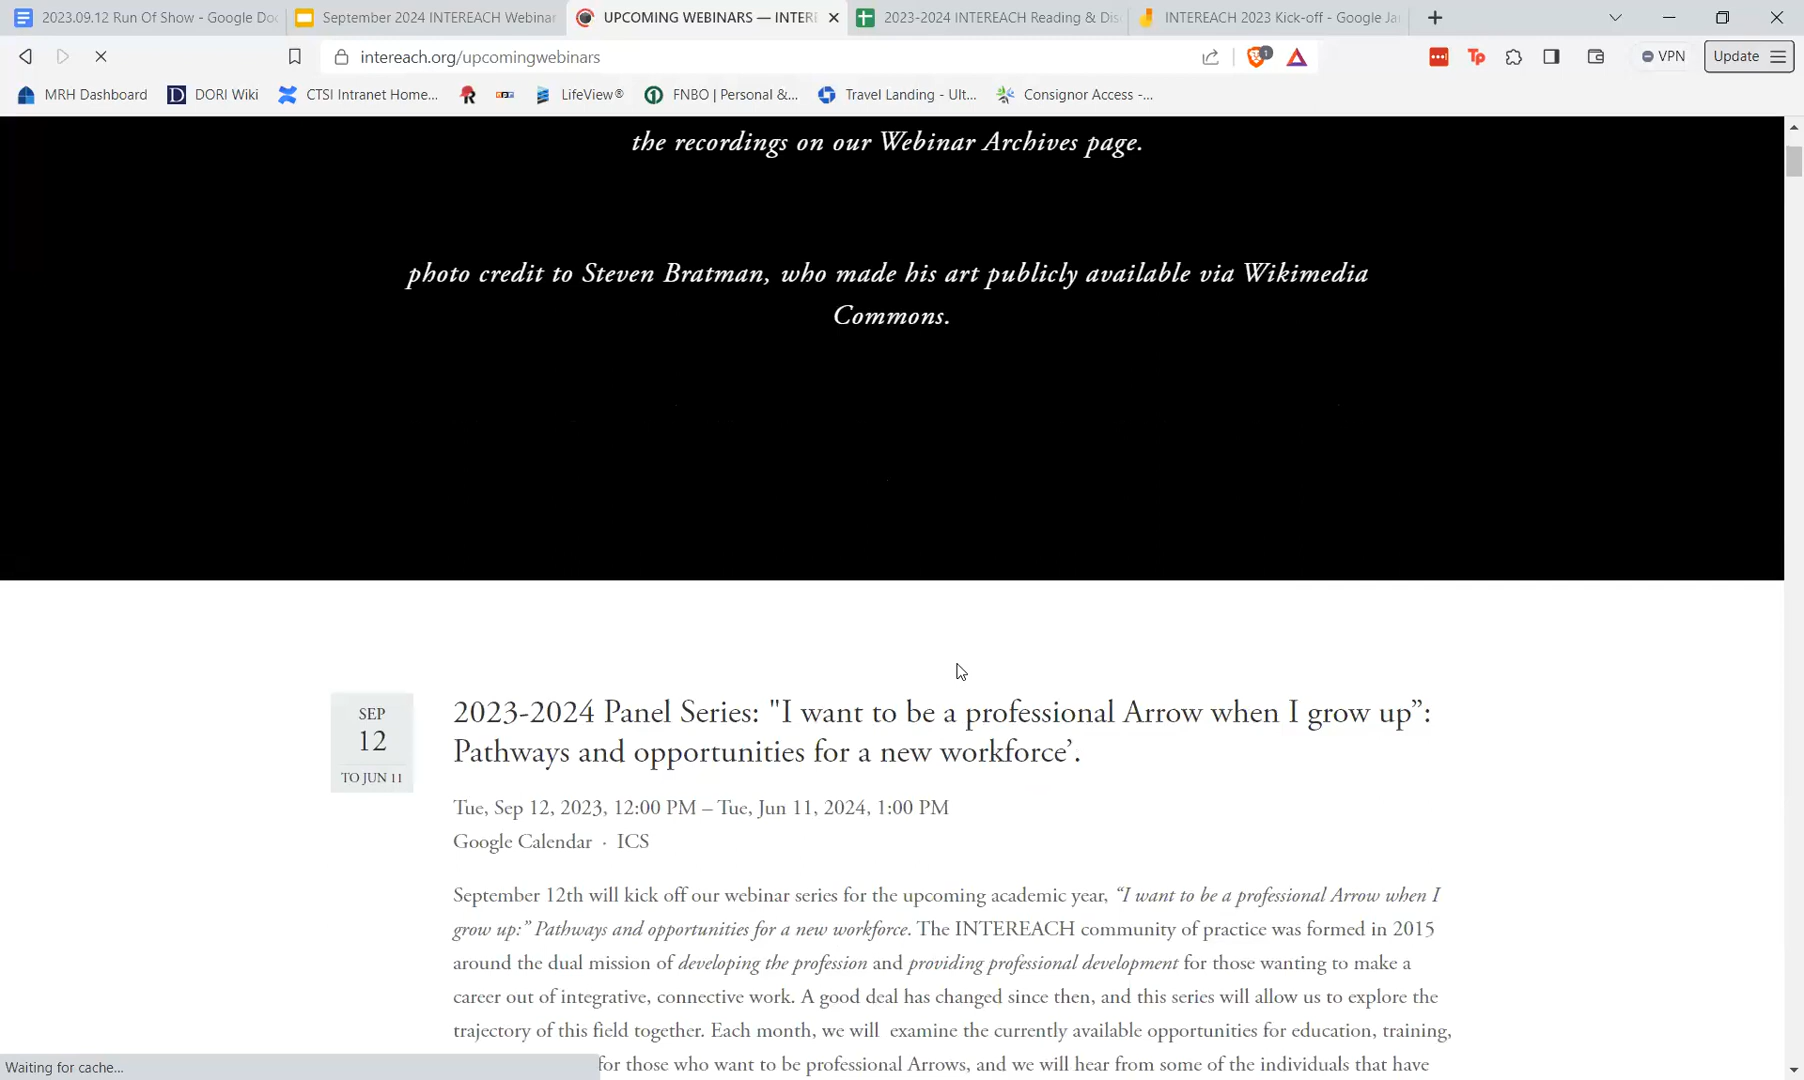 2023.09.12 Run Of Show - Google Do
September 2024 INTEREACH Webinar
UPCOMING WEBINARS — INTERE
2023-2024 INTEREACH Reading & Dis
INTEREACH 2023 Kick-off - Google Ja
intereach.org/upcomingwebinars
1
VPN
Update
MRH Dashboard
DORI Wiki
CTSI Intranet Home...
LifeView®
FNBO | Personal &...
Travel Landing - Ult...
Consignor Access -...
the recordings on our Webinar Archives page.
photo credit to Steven Bratman, who made his art publicly available via Wikimedia
Commons.
SEP
12
TO JUN 11
2023-2024 Panel Series: "I want to be a professional Arrow when I grow up”:
Pathways and opportunities for a new workforce’.
Tue, Sep 12, 2023, 12:00 PM – Tue, Jun 11, 2024, 1:00 PM
Google Calendar · ICS
September 12th will kick off our webinar series for the upcoming academic year, “I want to be a professional Arrow when I
grow up:” Pathways and opportunities for a new workforce. The INTEREACH community of practice was formed in 2015
around the dual mission of developing the profession and providing professional development for those wanting to make a
career out of integrative, connective work. A good deal has changed since then, and this series will allow us to explore the
trajectory of this field together. Each month, we will examine the currently available opportunities for education, training,
for those who want to be professional Arrows, and we will hear from some of the individuals that have
Waiting for cache...